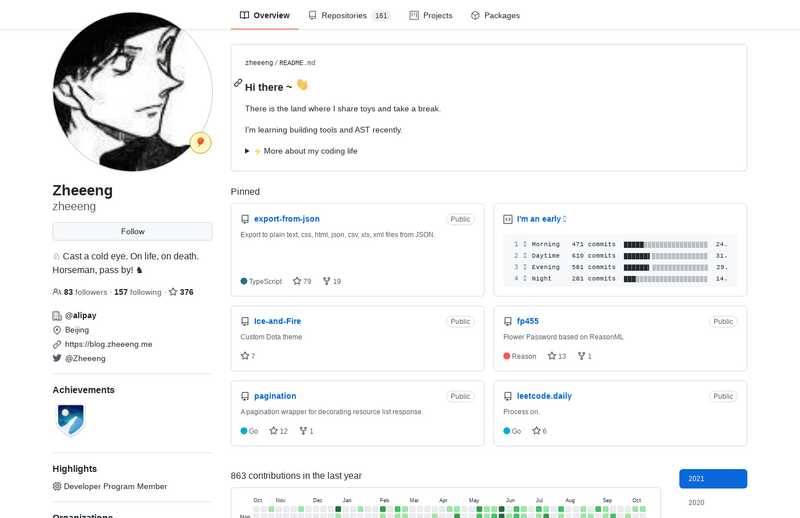 Overview
Repositories 161
Projects
Packages
zheeeng/README.md
Hi there ~ 👋
There is the land where I share toys and take a break.
I'm learning building tools and AST recently.
⚡ More about my coding life
Zheeeng
zheeeng
Follow
♘ Cast a cold eye. On life, on death. Horseman, pass by! ♞
83 followers · 157 following · 376
@alipay
Beijing
https://blog.zheeeng.me
@Zheeeng
Achievements
Highlights
Developer Program Member
Organizations
Pinned
export-from-json Public
Export to plain text, css, html, json, csv, xls, xml files from JSON.
TypeScript 79 19
I'm an early
1 Morning 471 commits 24.
2 Daytime 610 commits 31.
3 Evening 581 commits 29.
4 Night 281 commits 14.
Ice-and-Fire Public
Custom Dota theme
7
fp455 Public
Flower Password based on ReasonML
Reason 13 1
pagination Public
A pagination wrapper for decorating resource list response
Go 12 1
leetcode.daily Public
Process on.
Go 6
863 contributions in the last year
2021
2020
Oct Nov Dec Jan Feb Mar Apr May Jun Jul Aug Sep Oct
Mon